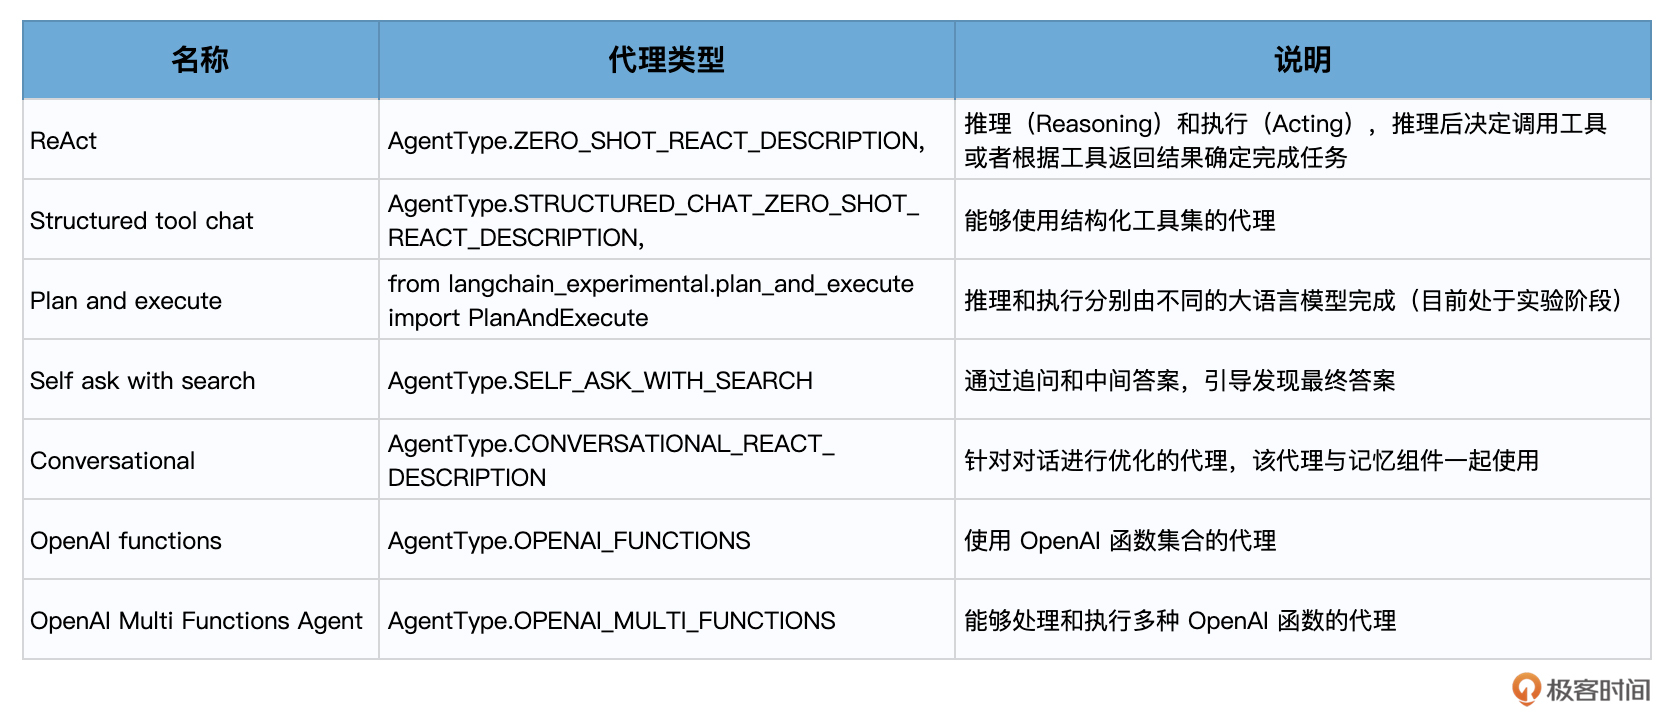 名称 代理类型 说明
ReAct
AgentType.ZERO_SHOT_REACT_DESCRIPTION,
推理（Reasoning）和执行（Acting），推理后决定调用工具
或者根据工具返回结果确定完成任务
Structured tool chat
AgentType.STRUCTURED_CHAT_ZERO_SHOT_
REACT_DESCRIPTION,
能够使用结构化工具集的代理
Plan and execute
from langchain_experimental.plan_and_execute
import PlanAndExecute
推理和执行分别由不同的大语言模型完成（目前处于实验阶段）
Self ask with search
AgentType.SELF_ASK_WITH_SEARCH
通过追问和中间答案，引导发现最终答案
Conversational
AgentType.CONVERSATIONAL_REACT_
DESCRIPTION
针对对话进行优化的代理，该代理与记忆组件一起使用
OpenAI functions
AgentType.OPENAI_FUNCTIONS
使用 OpenAI 函数集合的代理
OpenAI Multi Functions Agent
AgentType.OPENAI_MULTI_FUNCTIONS
能够处理和执行多种 OpenAI 函数的代理
极客时间